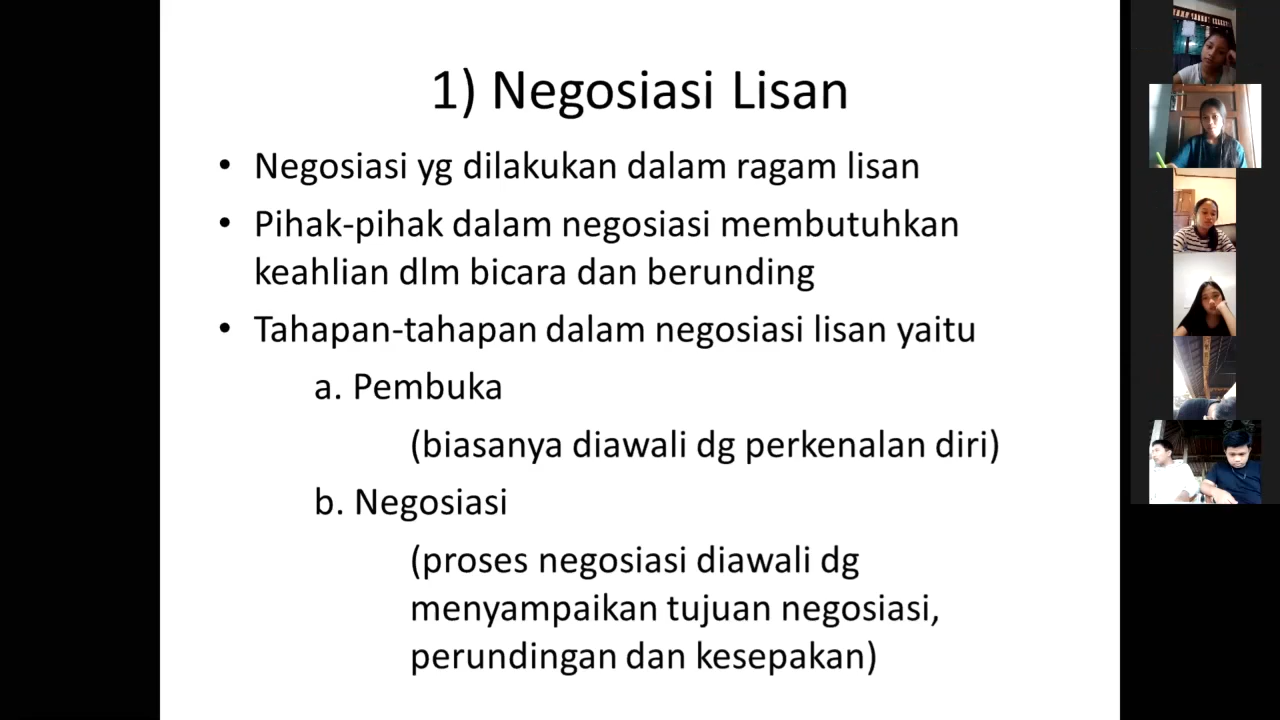 1) Negosiasi Lisan
• Negosiasi yg dilakukan dalam ragam lisan
• Pihak-pihak dalam negosiasi membutuhkan
keahlian dlm bicara dan berunding
• Tahapan-tahapan dalam negosiasi lisan yaitu
a. Pembuka
(biasanya diawali dg perkenalan diri)
b. Negosiasi
(proses negosiasi diawali dg
menyampaikan tujuan negosiasi,
perundingan dan kesepakan)